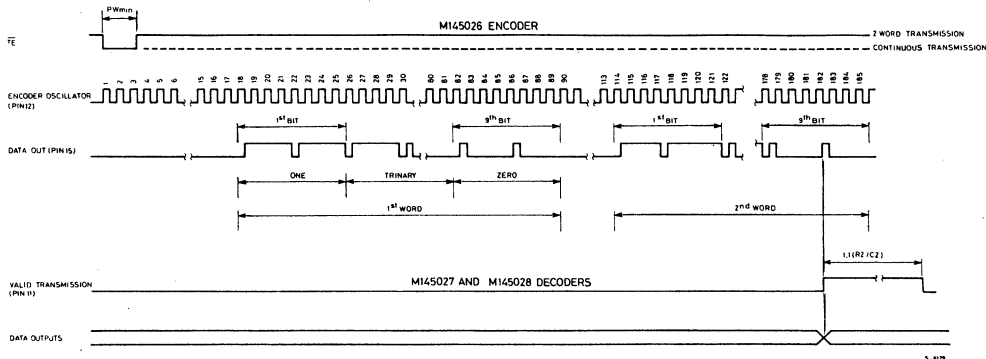 PWmin
M145026 ENCODER
TE
2 WORD TRANSMISSION
CONTINUOUS TRANSMISSION
1 2 3 4 5 6 15 16 17 18 19 20 21 22 23 24 25 26 27 28 29 30 80 81 82 83 84 85 86 87 88 89 90 113 114 115 116 117 118 119 120 121 122 178 179 180 181 182 183 184 185
ENCODER OSCILLATOR
(PIN12)
1st BIT 9th BIT 1st BIT 9th BIT
DATA OUT (PIN 15)
ONE TRINARY ZERO
1st WORD 2nd WORD
1,1(R2/C2)
M145027 AND M145028 DECODERS
VALID TRANSMISSION
(PIN 11)
DATA OUTPUTS
S-4179